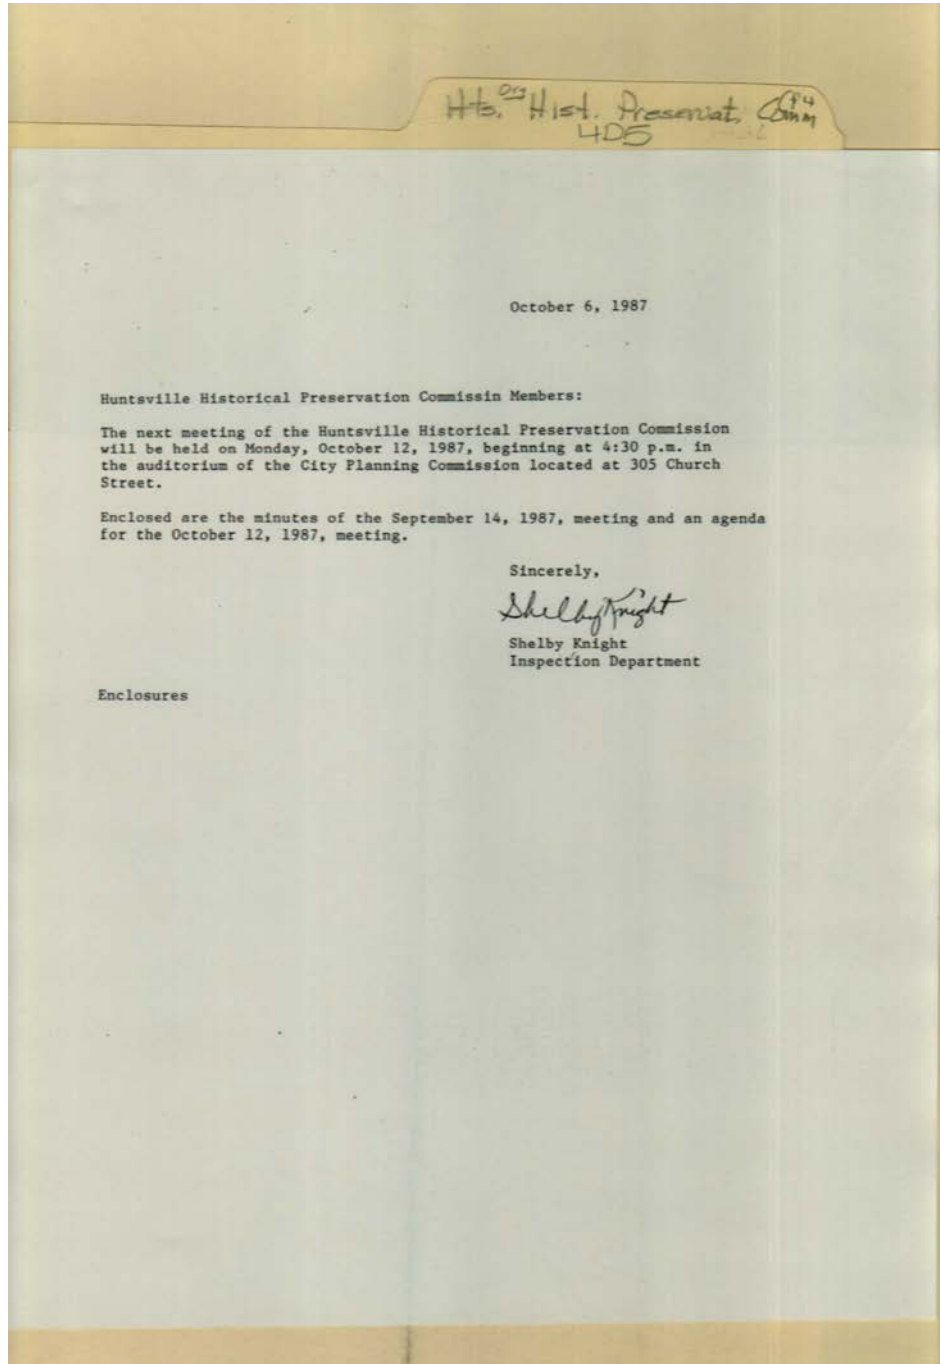 Org
Hts. Hist. Preservat. Comm
4D5
October 6, 1987
Huntsville Historical Preservation Commissin Members:
The next meeting of the Huntsville Historical Preservation Commission
will be held on Monday, October 12, 1987, beginning at 4:30 p.m. in
the auditorium of the City Planning Commission located at 305 Church
Street.
Enclosed are the minutes of the September 14, 1987, meeting and an agenda
for the October 12, 1987, meeting.
Sincerely,
Shelby Knight
Shelby Knight
Inspection Department
Enclosures